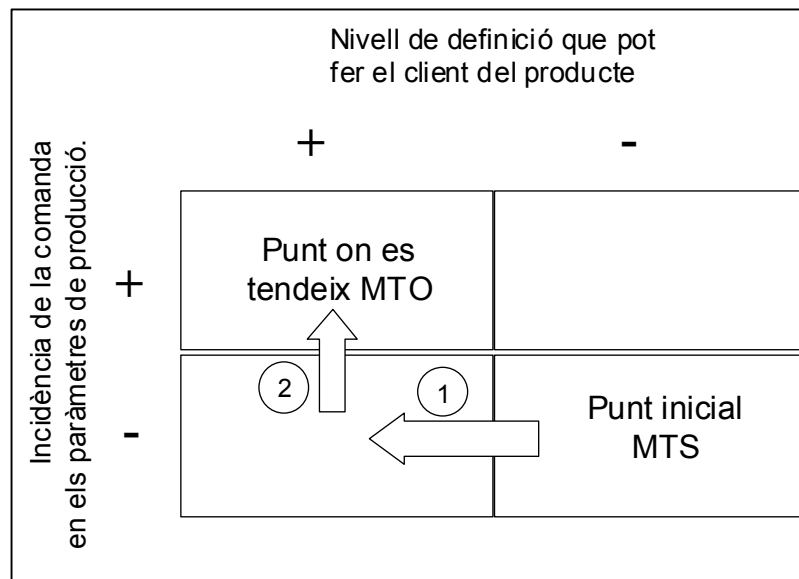 Nivell de definició que pot
fer el client del producte
+
-
Incidència de la comanda
en els paràmetres de producció.
+
Punt on es
tendeix MTO
-
2
1
Punt inicial
MTS